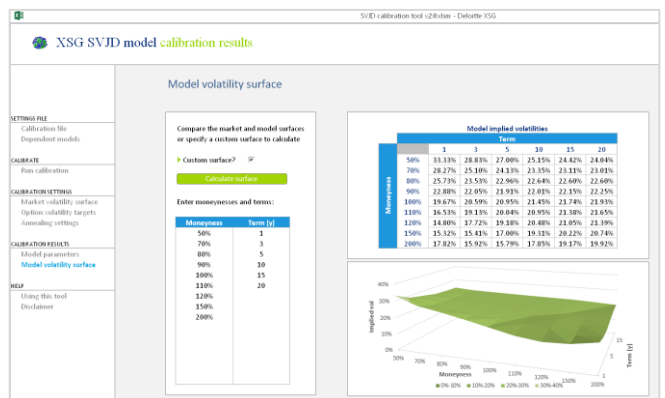 SVJD calibration tool v2.0.xlsm - Deloitte XSG
XSG SVJD model calibration results
Model volatility surface
SETTINGS FILE
Calibration file
Dependent models
CALIBRATE
Run calibration
CALIBRATION SETTINGS
Market volatility surface
Option volatility targets
Annealing settings
CALIBRATION RESULTS
Model parameters
Model volatility surface
HELP
Using this tool
Disclaimer
Compare the market and model surfaces
or specify a custom surface to calculate
Custom surface?
Calculate surface
Enter moneynesses and terms:
Moneyness Term (y)
50% 1
70% 3
80% 5
90% 10
100% 15
110% 20
120%
150%
200%
Model implied volatilities
Term
1 3 5 10 15 20
Moneyness
50% 33.33% 28.83% 27.00% 25.15% 24.42% 24.04%
70% 28.27% 25.10% 24.13% 23.35% 23.11% 23.01%
80% 25.73% 23.53% 22.96% 22.64% 22.60% 22.60%
90% 22.88% 22.05% 21.91% 22.01% 22.15% 22.25%
100% 19.67% 20.59% 20.95% 21.45% 21.74% 21.93%
110% 16.53% 19.13% 20.04% 20.95% 21.38% 21.65%
120% 14.80% 17.72% 19.18% 20.48% 21.05% 21.39%
150% 15.32% 15.41% 17.00% 19.31% 20.22% 20.74%
200% 17.82% 15.92% 15.79% 17.85% 19.17% 19.92%
40%
30%
20%
10%
0%
Implied vol
50% 70% 80% 90% 100% 110% 120% 150% 200%
Moneyness
1
5
15
Term (y)
0%-10% 10%-20% 20%-30% 30%-40%